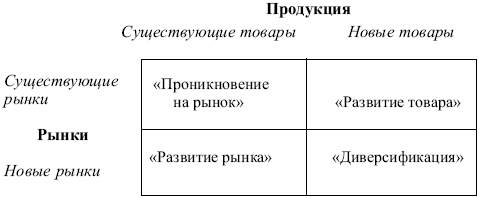 Продукция
Существующие товары Новые товары
Существующие
рынки
«Проникновение
на рынок»
«Развитие товара»
Рынки
Новые рынки
«Развитие рынка»
«Диверсификация»